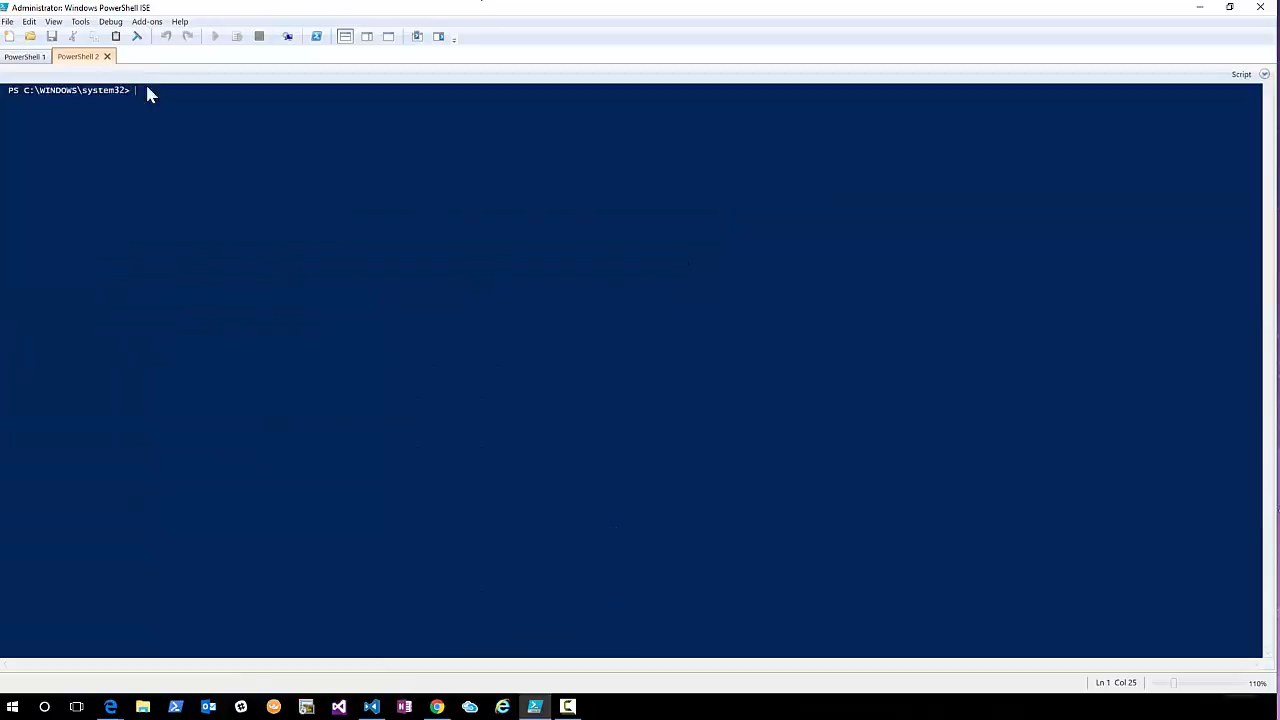 Administrator: Windows PowerShell ISE
File Edit View Tools Debug Add-ons Help
PowerShell 1 PowerShell 2
Script
PS C:\WINDOWS\system32>
Ln 1 Col 25 110%